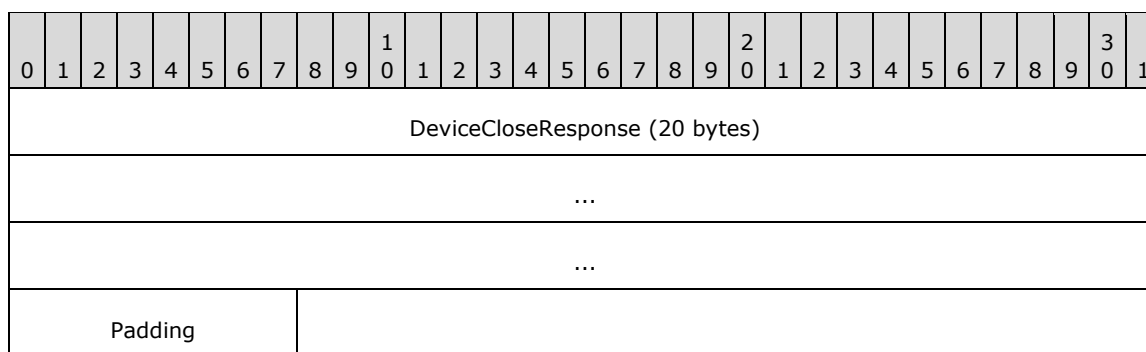 1 2 3
0 1 2 3 4 5 6 7 8 9 0 1 2 3 4 5 6 7 8 9 0 1 2 3 4 5 6 7 8 9 0 1
DeviceCloseResponse (20 bytes)
...
...
Padding